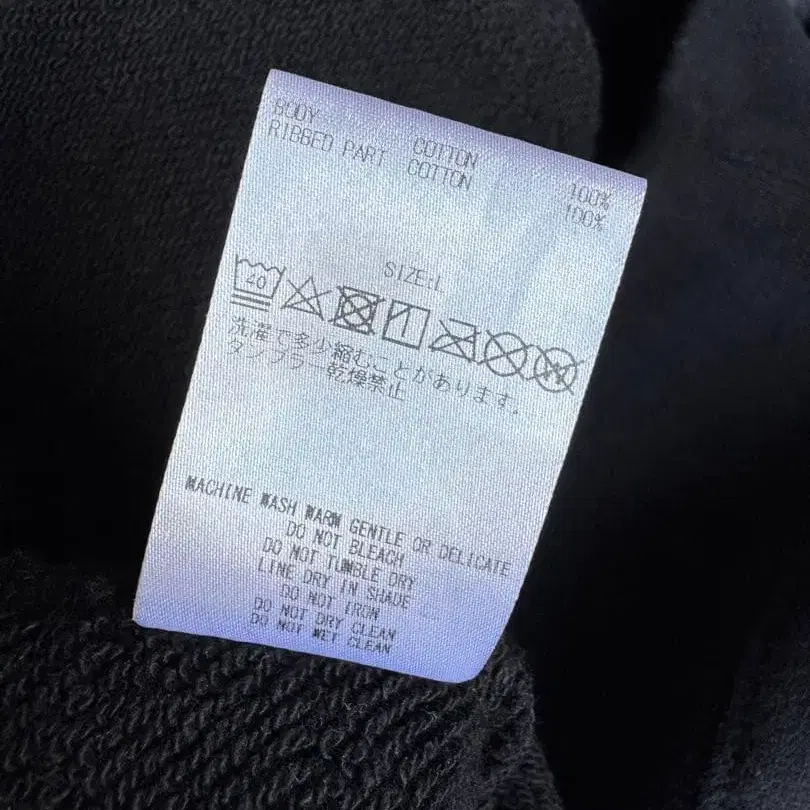 BODY COTTON 100%
RIBBED PART COTTON 100%
SIZE:L
40
洗濯で多少縮むことがあります。
タンブラー乾燥禁止
MACHINE WASH WARM GENTLE OR DELICATE
DO NOT BLEACH
DO NOT TUMBLE DRY
LINE DRY IN SHADE
DO NOT IRON
DO NOT DRY CLEAN
DO NOT WET CLEAN